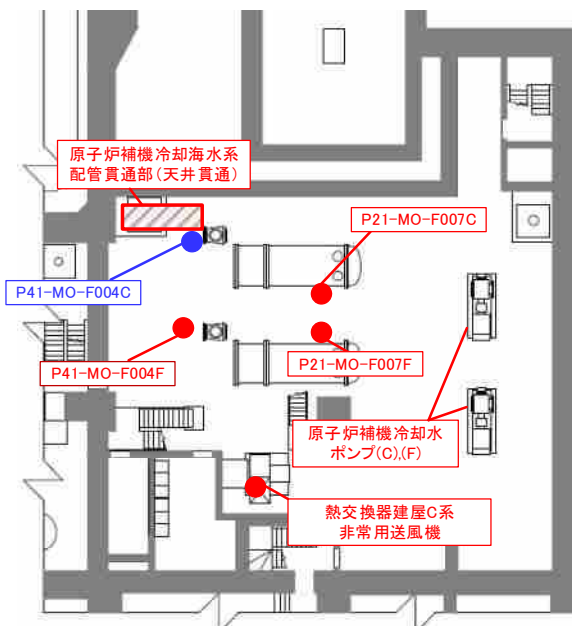 原子炉補機冷却海水系
配管貫通部(天井貫通)
P21-MO-F007C
P41-MO-F004C
P41-MO-F004F
P21-MO-F007F
原子炉補機冷却水
ポンプ(C),(F)
熱交換器建屋C系
非常用送風機